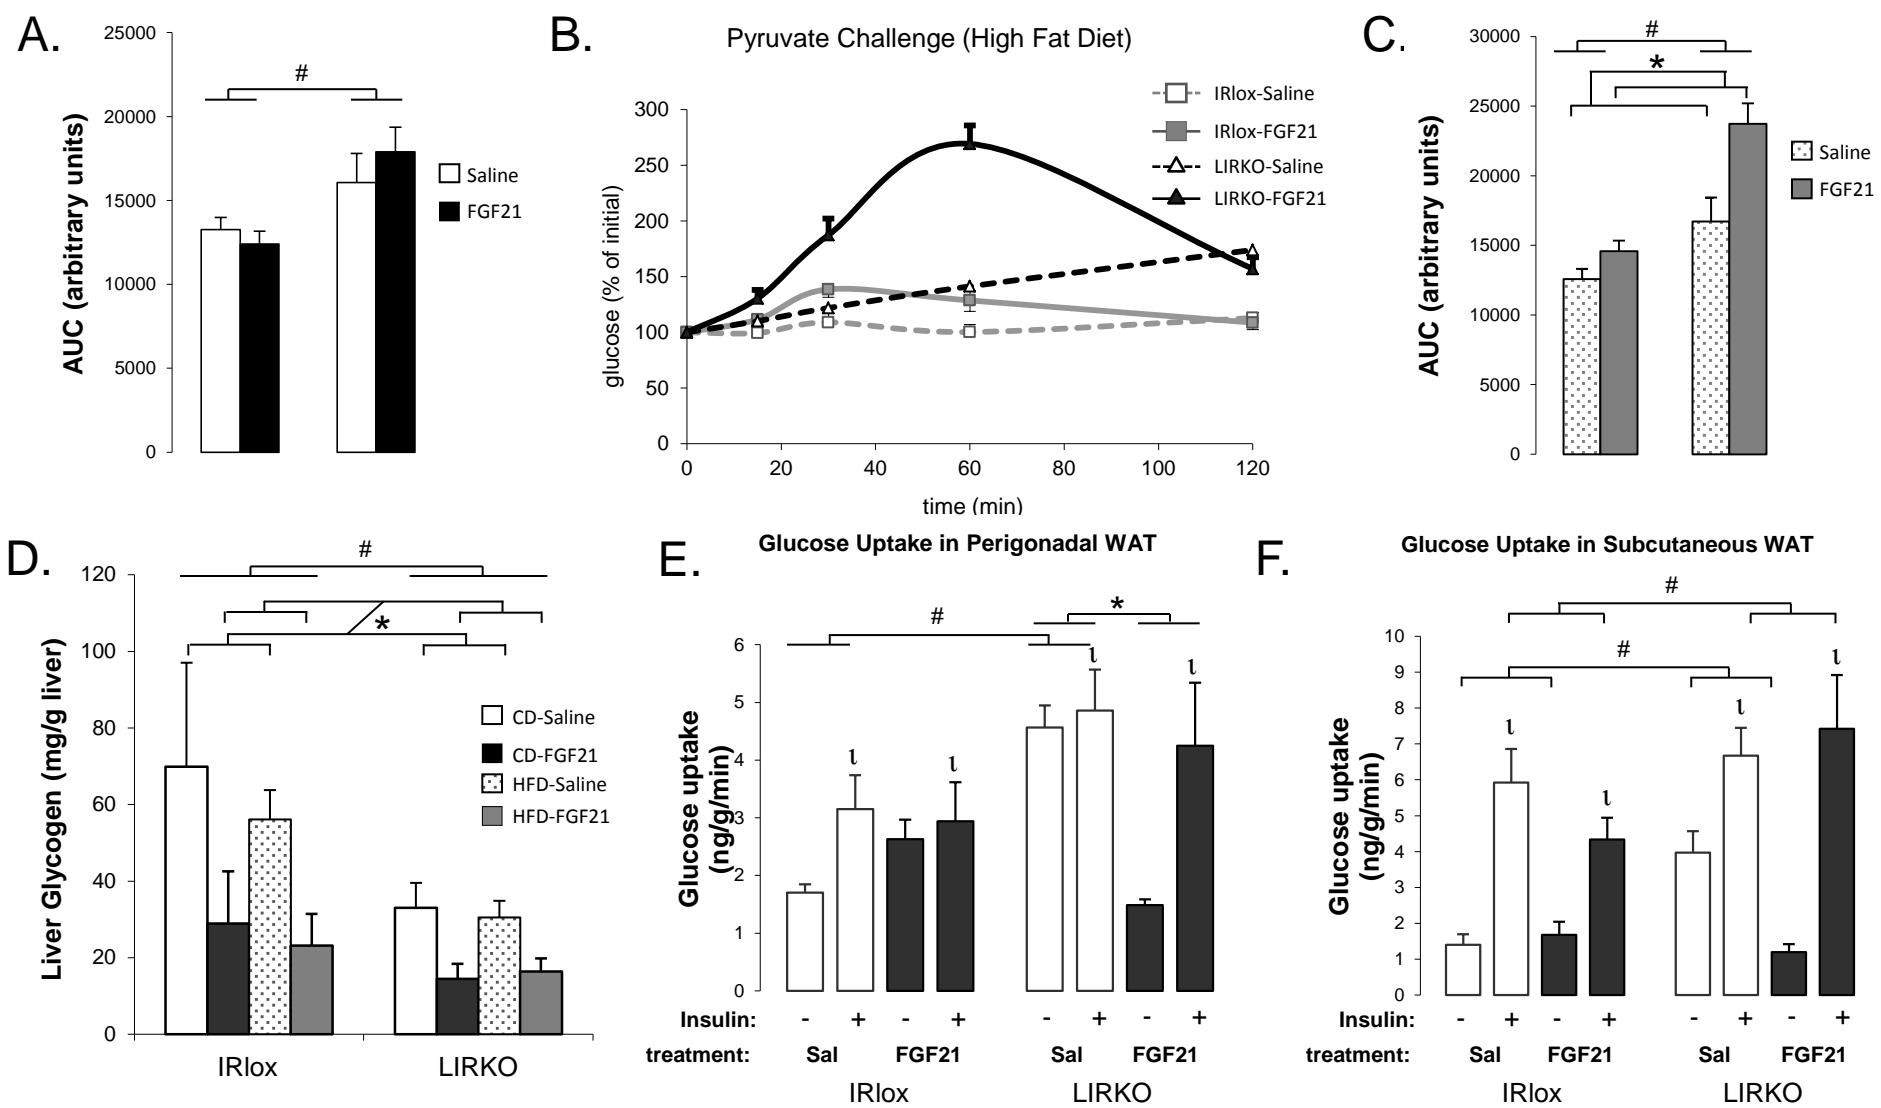 A.
25000
20000
15000
10000
5000
0
AUC (arbitrary units)
#
Saline
FGF21
B.
Pyruvate Challenge (High Fat Diet)
300
250
200
150
100
50
0
glucose (% of initial)
0 20 40 60 80 100 120
time (min)
IRlox-Saline
IRlox-FGF21
LIRKO-Saline
LIRKO-FGF21
C.
30000
25000
20000
15000
10000
5000
0
AUC (arbitrary units)
#
*
Saline
FGF21
D.
120
100
80
60
40
20
0
Liver Glycogen (mg/g liver)
#
*
CD-Saline
CD-FGF21
HFD-Saline
HFD-FGF21
IRlox LIRKO
E.
Glucose Uptake in Perigonadal WAT
6
5
4
3
2
1
0
Glucose uptake
(ng/g/min)
#
*
ι ι ι ι
Insulin: - + - + - + - +
treatment: Sal FGF21 Sal FGF21
IRlox LIRKO
F.
Glucose Uptake in Subcutaneous WAT
10
9
8
7
6
5
4
3
2
1
0
Glucose uptake
(ng/g/min)
#
#
ι ι ι ι
Insulin: - + - + - + - +
treatment: Sal FGF21 Sal FGF21
IRlox LIRKO